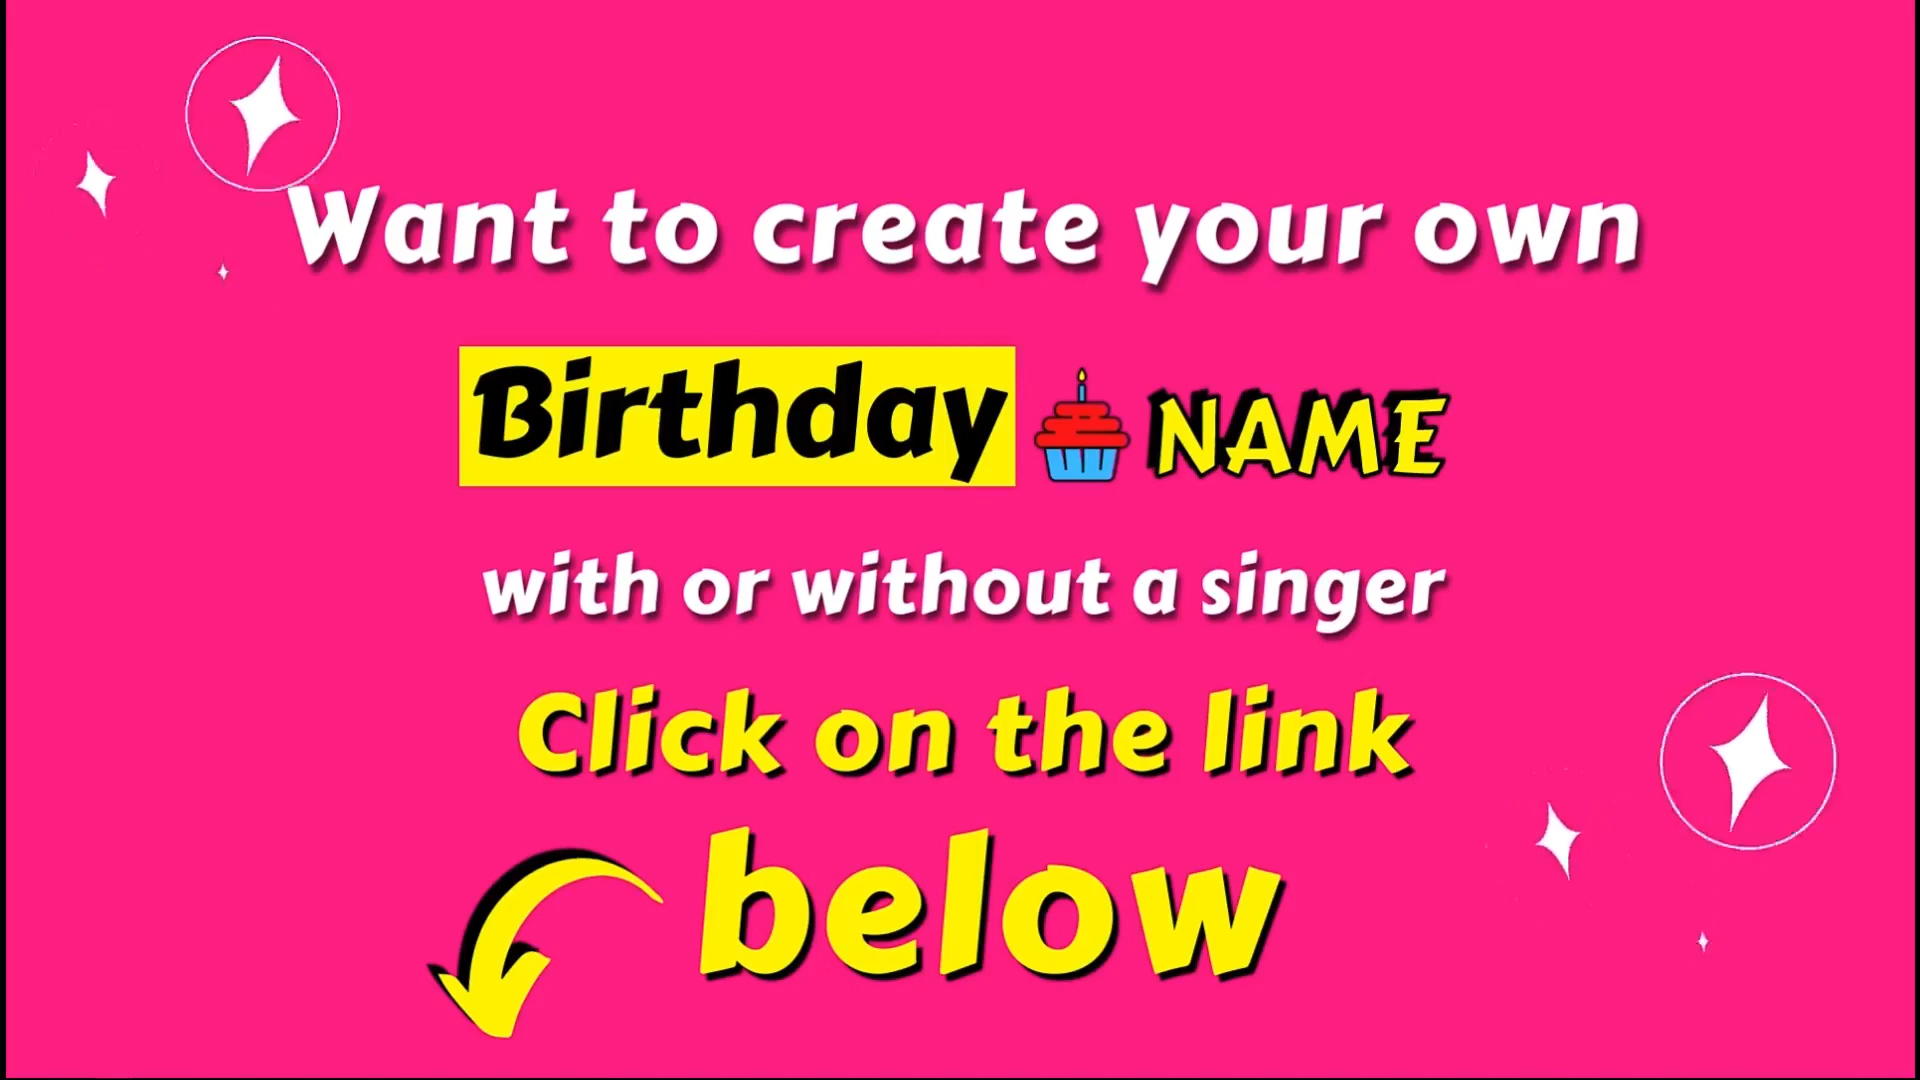 Want to create your own
Birthday NAME
with or without a singer
Click on the link
below